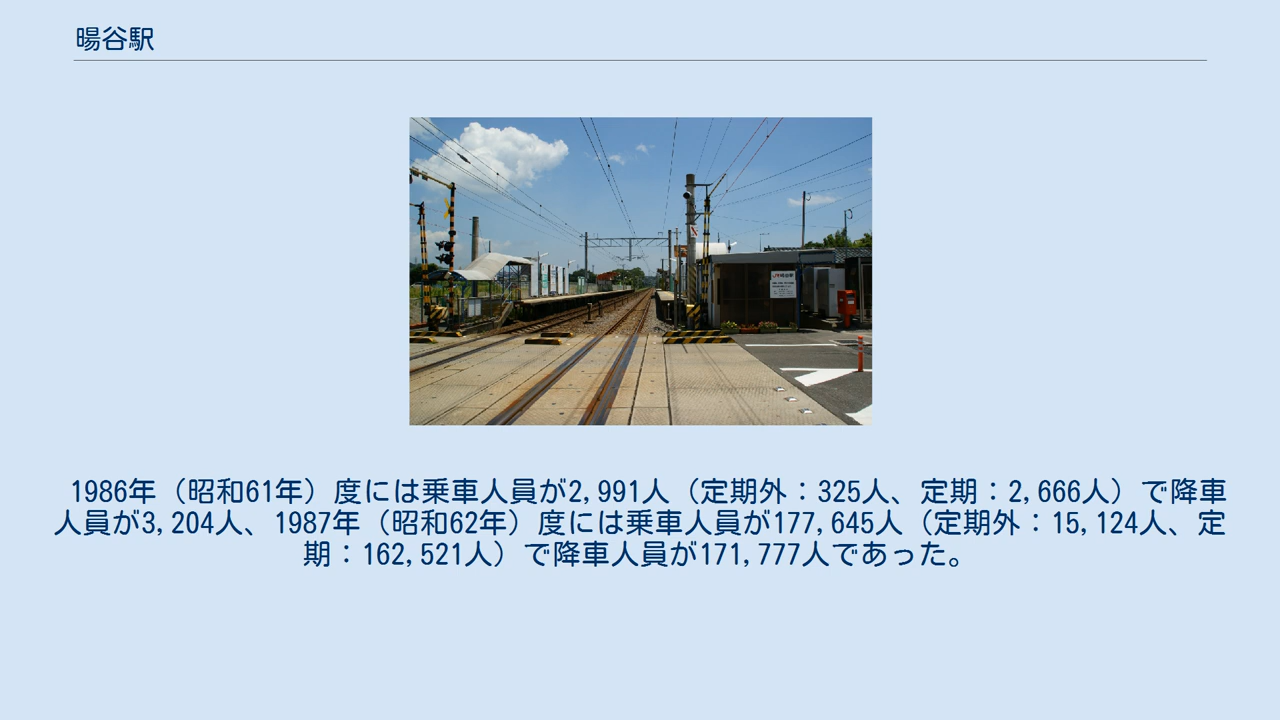 暘谷駅
1986年（昭和61年）度には乗車人員が2,991人（定期外：325人、定期：2,666人）で降車
人員が3,204人、1987年（昭和62年）度には乗車人員が177,645人（定期外：15,124人、定
期：162,521人）で降車人員が171,777人であった。